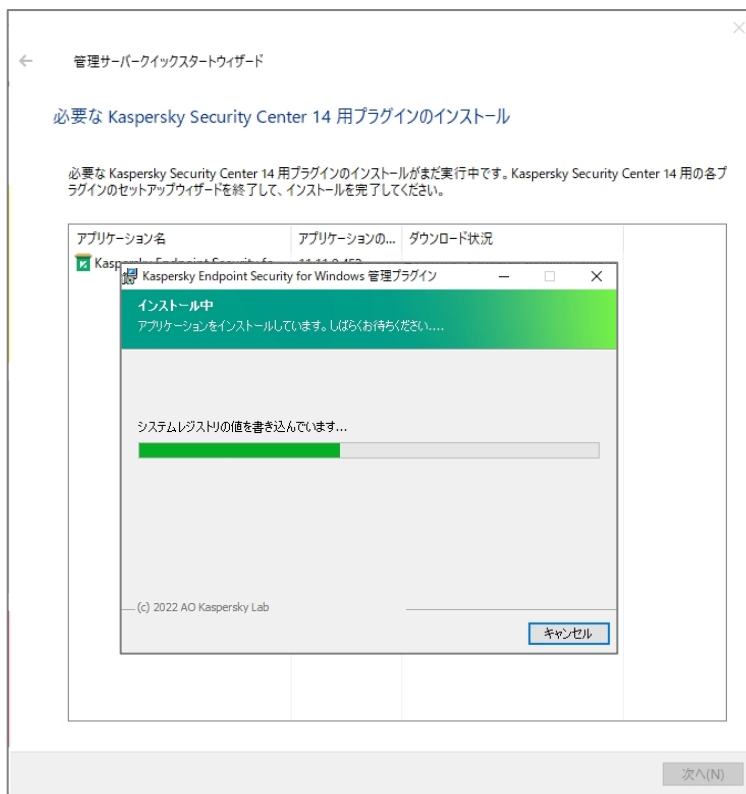 管理サーバークイックスタートウィザード
必要な Kaspersky Security Center 14 用プラグインのインストール
必要な Kaspersky Security Center 14 用プラグインのインストールがまだ実行中です。Kaspersky Security Center 14 用の各プ
ラグインのセットアップウィザードを終了して、インストールを完了してください。
アプリケーション名 アプリケーションの... ダウンロード状況
Kaspersky Endpoint Security fo
Kaspersky Endpoint Security for Windows 管理プラグイン
インストール中
アプリケーションをインストールしています。しばらくお待ちください....
システムレジストリの値を書き込んでいます...
(c) 2022 AO Kaspersky Lab
キャンセル
次へ(N)